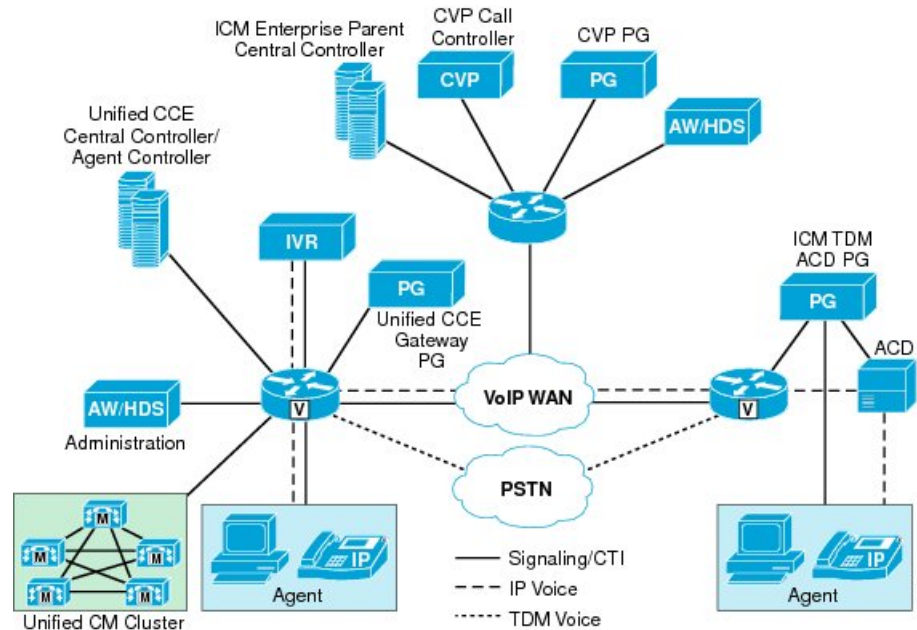 ICM Enterprise Parent
Central Controller
CVP Call
Controller
CVP
CVP PG
PG
AW/HDS
Unified CCE
Central Controller/
Agent Controller
IVR
PG
Unified CCE
Gateway
PG
ICM TDM
ACD PG
PG
ACD
AW/HDS
Administration
V
VoIP WAN
V
PSTN
M
M
M
M
M
Unified CM Cluster
IP
Agent
Signaling/CTI
IP Voice
TDM Voice
IP
Agent